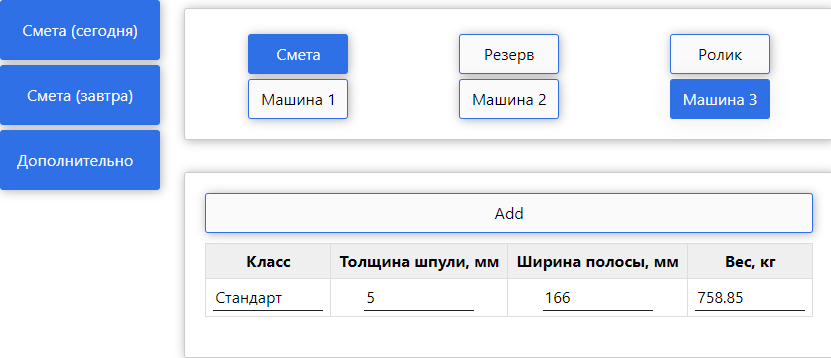 Смета (сегодня)
Смета (завтра)
Дополнительно
Смета Резерв Ролик
Машина 1 Машина 2 Машина 3
Add
Класс Толщина шпули, мм Ширина полосы, мм Вес, кг
Стандарт 5 166 758.85